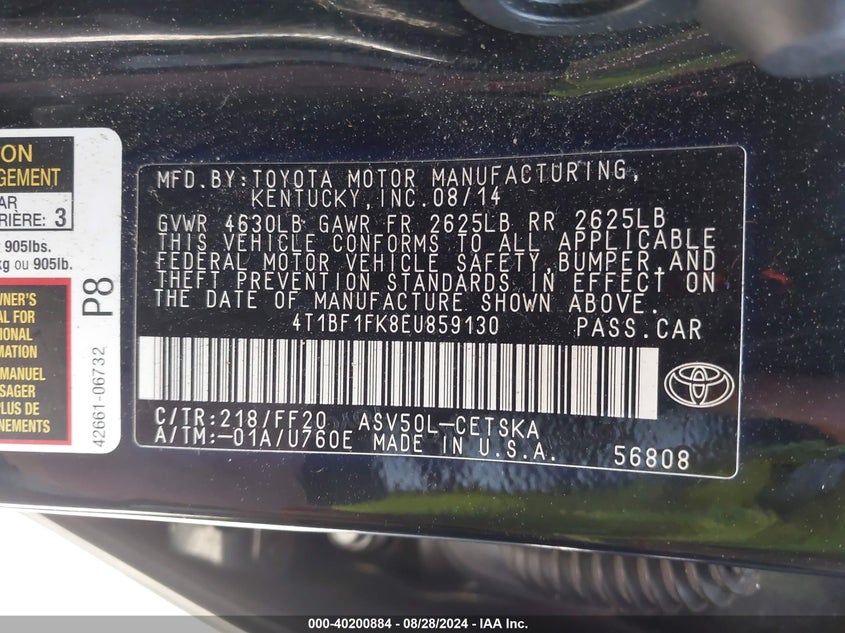 ON
GEMENT
AR
RIÈRE: 3
905lbs.
kg ou 905lb.
WNER'S
AL FOR
IONAL
MATION
MANUEL
SAGER
PLUS DE
NEMENTS
P8
42661-06732
MFD.BY:TOYOTA MOTOR MANUFACTURING,
KENTUCKY,INC.08/14
GVWR 4630LB GAWR FR 2625LB RR 2625LB
THIS VEHICLE CONFORMS TO ALL APPLICABLE
FEDERAL MOTOR VEHICLE SAFETY,BUMPER,AND
THEFT PREVENTION STANDARDS IN EFFECT ON
THE DATE OF MANUFACTURE SHOWN ABOVE.
4T1BF1FK8EU859130 PASS.CAR
C/TR:218/FF20 ASV50L-CETSKA
A/TM:-01A/U760E MADE IN U.S.A.
56808
000-40200884 - 08/28/2024 - IAA Inc.